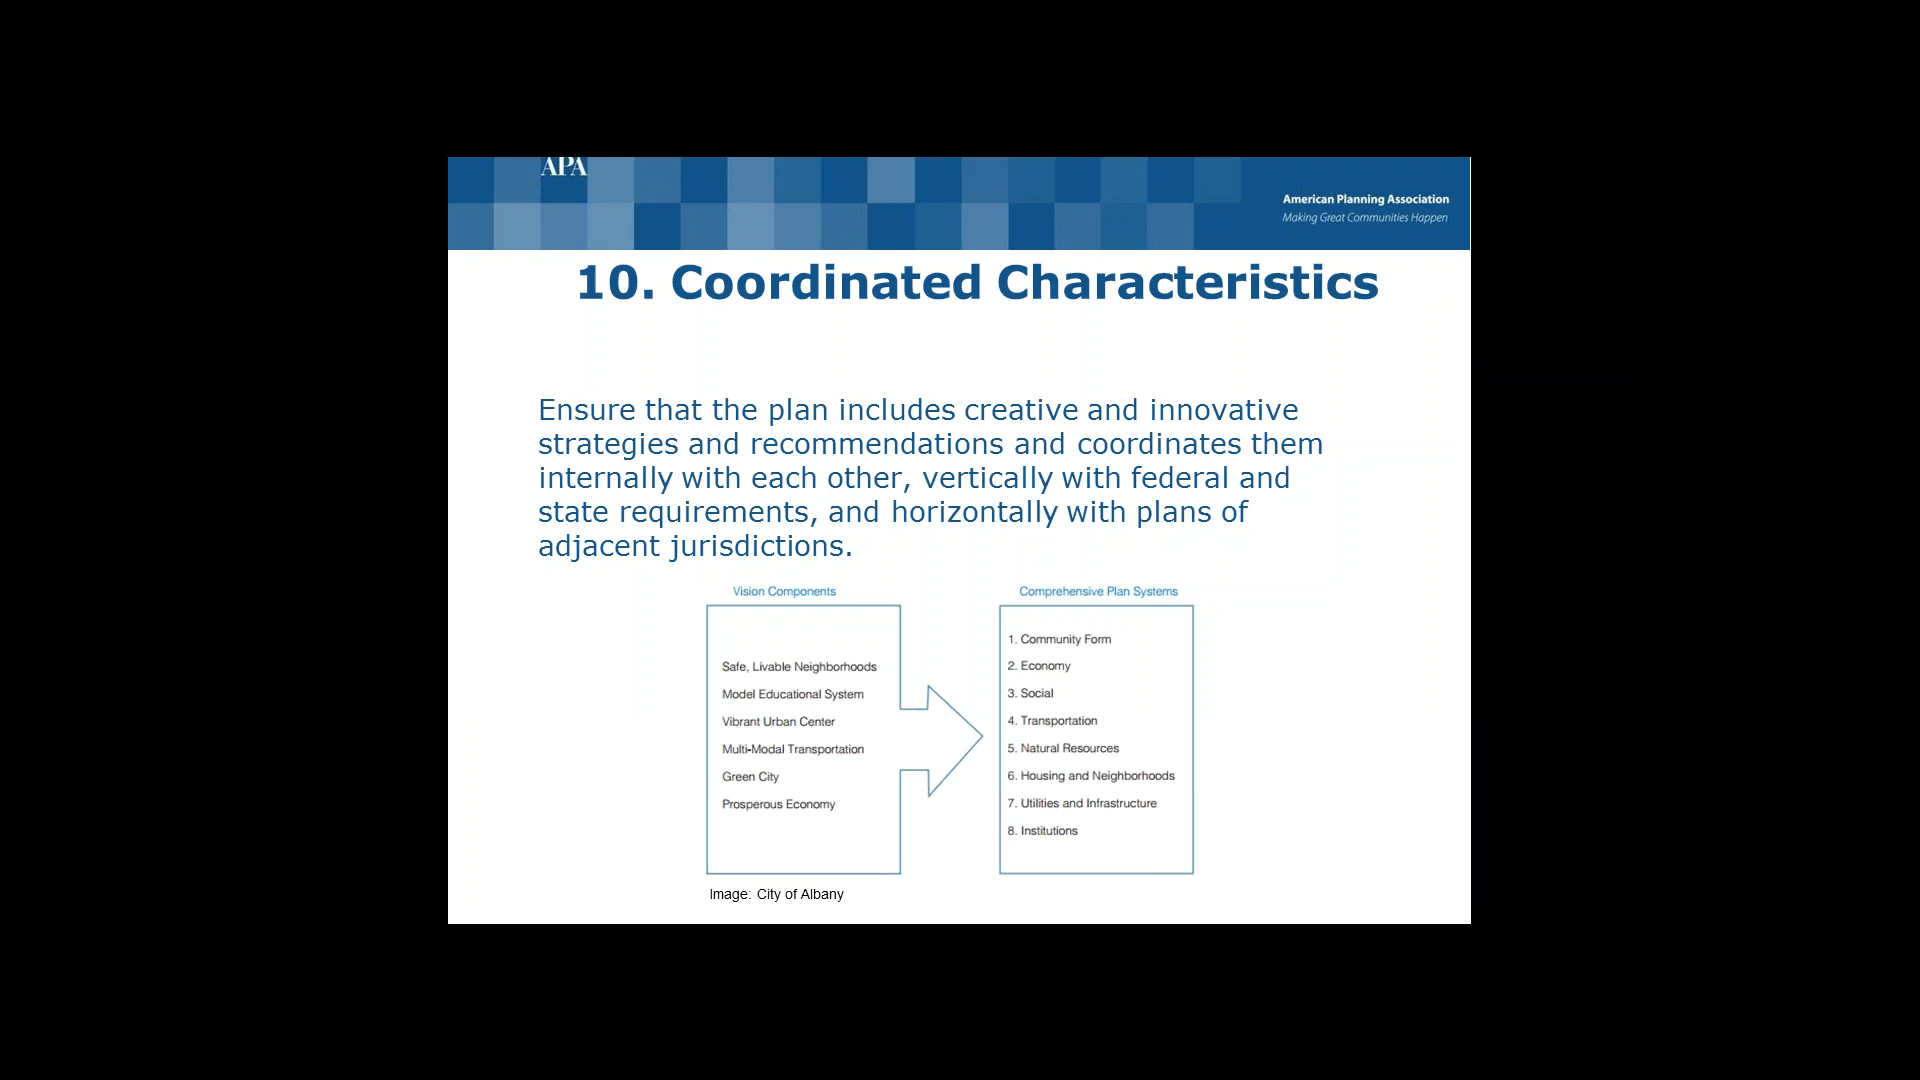 APA
American Planning Association
Making Great Communities Happen
10. Coordinated Characteristics
Ensure that the plan includes creative and innovative
strategies and recommendations and coordinates them
internally with each other, vertically with federal and
state requirements, and horizontally with plans of
adjacent jurisdictions.
Vision Components
Safe, Livable Neighborhoods
Model Educational System
Vibrant Urban Center
Multi-Modal Transportation
Green City
Prosperous Economy
Comprehensive Plan Systems
1. Community Form
2. Economy
3. Social
4. Transportation
5. Natural Resources
6. Housing and Neighborhoods
7. Utilities and Infrastructure
8. Institutions
Image: City of Albany